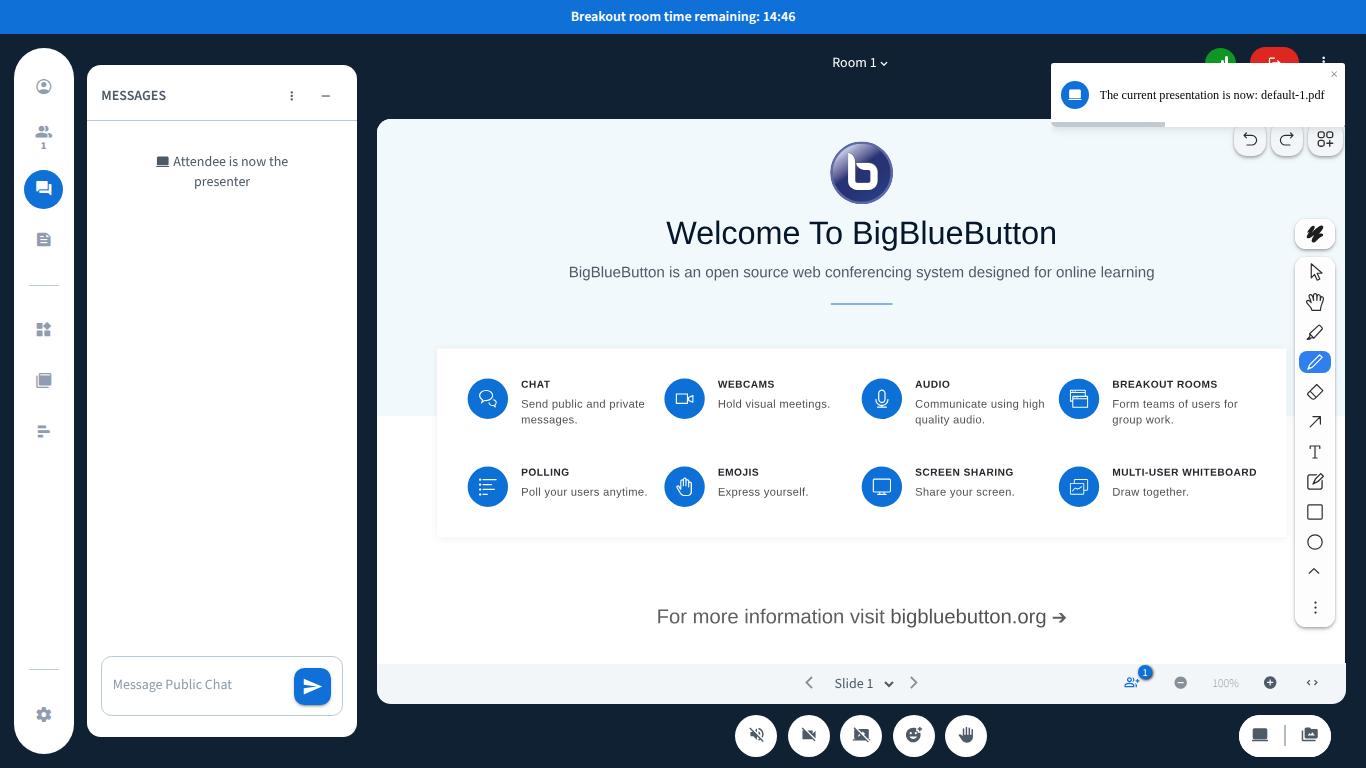 Breakout room time remaining: 14:46
Room 1
The current presentation is now: default-1.pdf
1
MESSAGES
Attendee is now the
presenter
Message Public Chat
Welcome To BigBlueButton
BigBlueButton is an open source web conferencing system designed for online learning
CHAT
Send public and private
messages.
WEBCAMS
Hold visual meetings.
AUDIO
Communicate using high
quality audio.
BREAKOUT ROOMS
Form teams of users for
group work.
POLLING
Poll your users anytime.
EMOJIS
Express yourself.
SCREEN SHARING
Share your screen.
MULTI-USER WHITEBOARD
Draw together.
For more information visit bigbluebutton.org ➔
Slide 1
1
100%